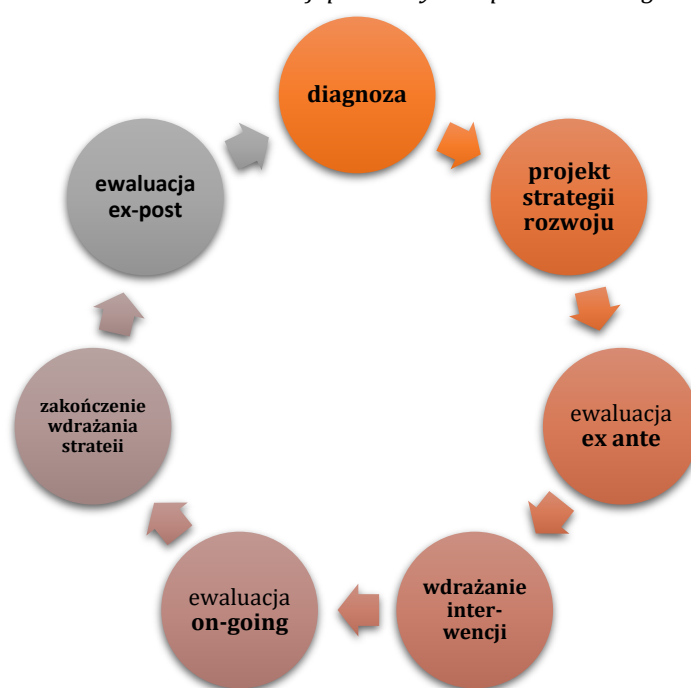 diagnoza
projekt
strategii
rozwoju
ewaluacja
ex ante
wdrażanie
inter-
wencji
ewaluacja
on-going
zakończenie
wdrażania
strateii
ewaluacja
ex-post